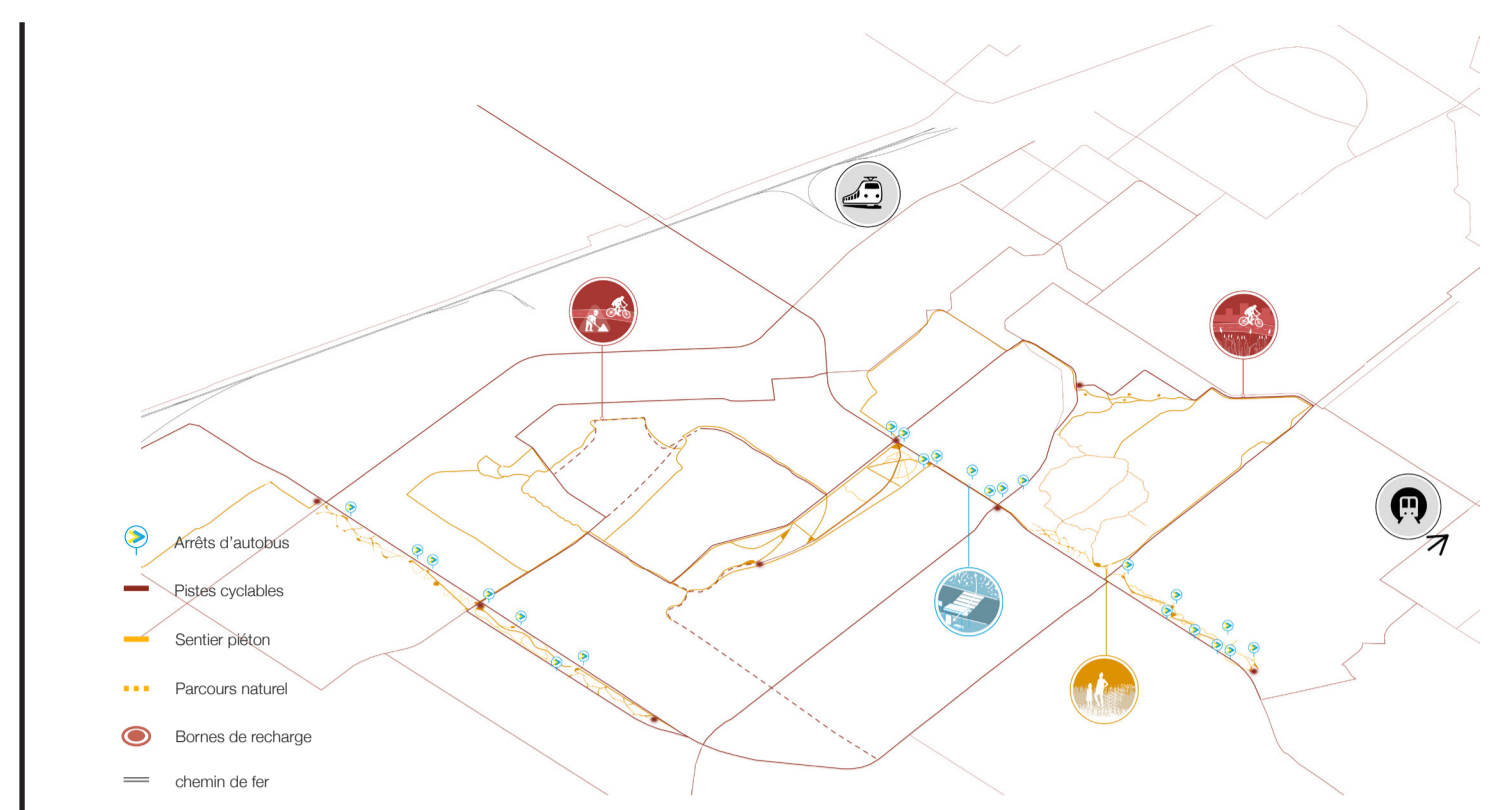 Arrêts d'autobus
Pistes cyclables
Sentier piéton
Parcours naturel
Bornes de recharge
chemin de fer